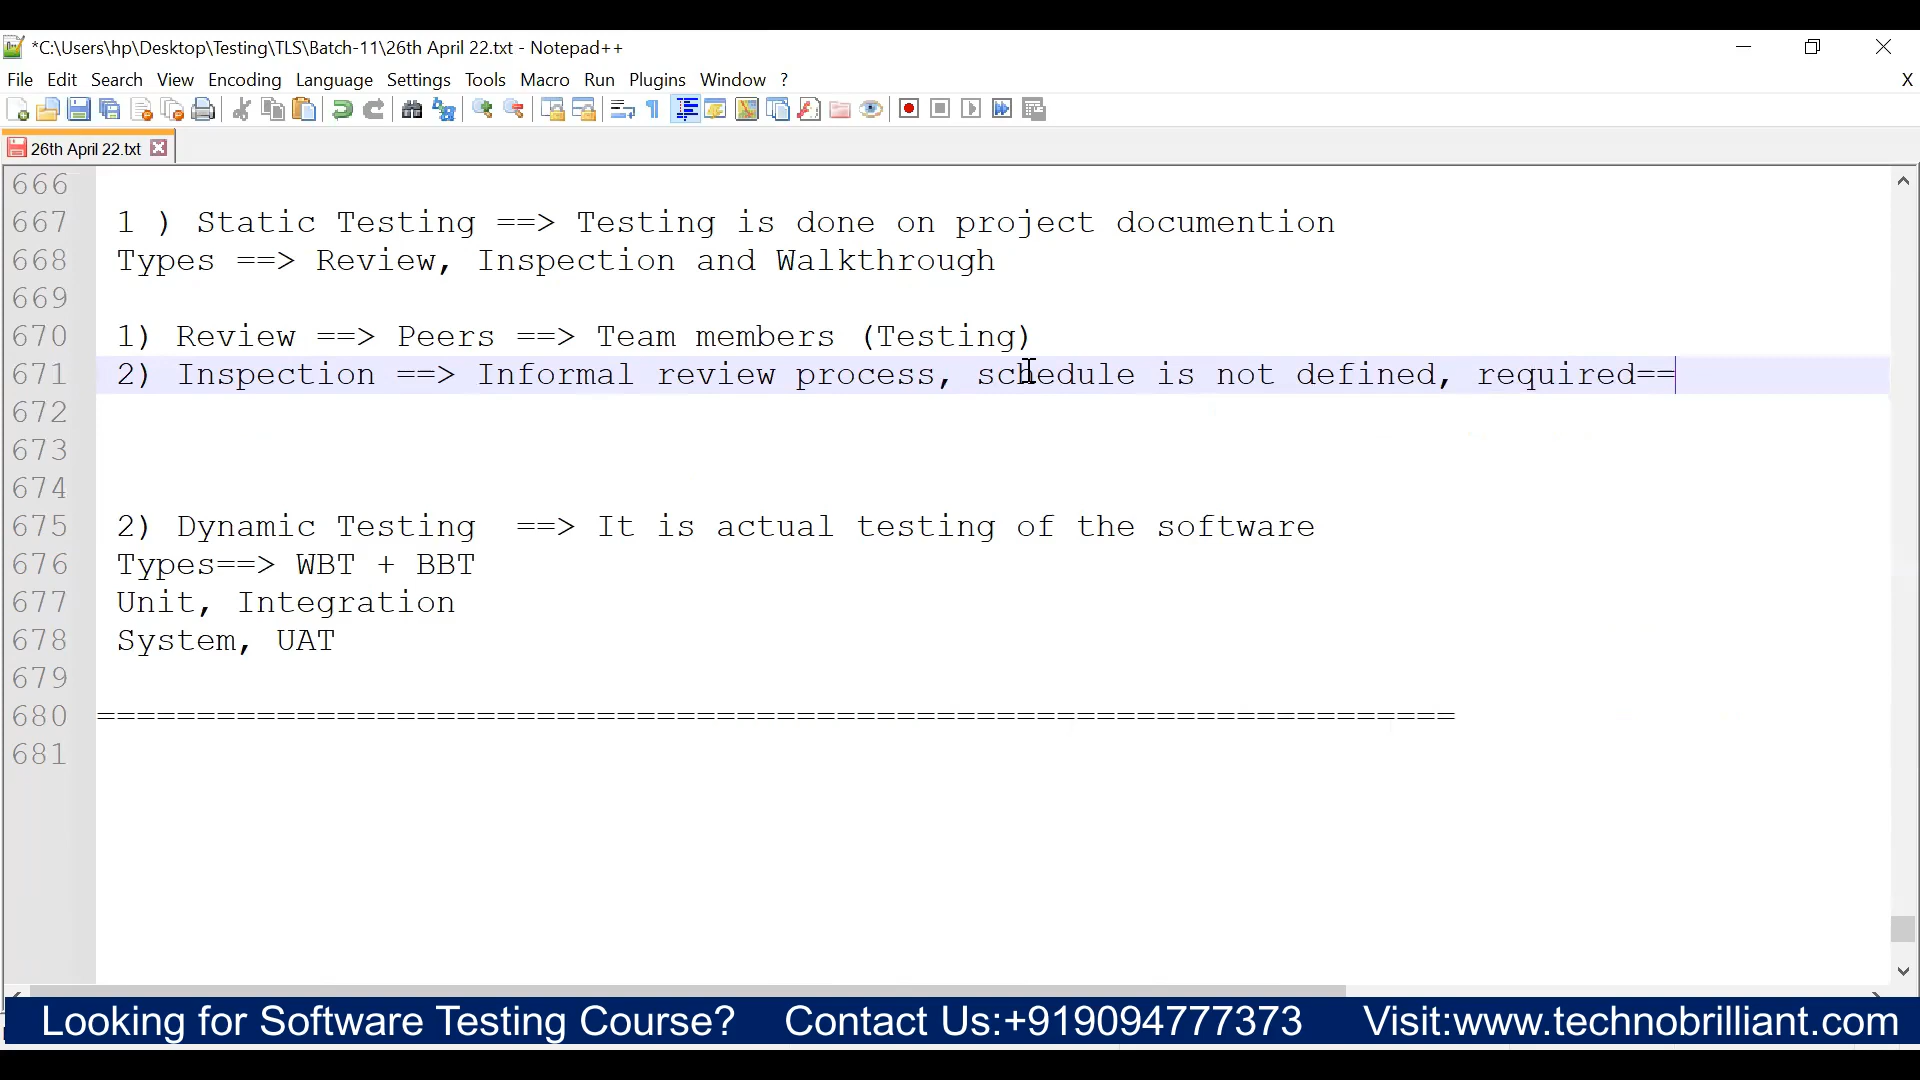 *C:\Users\hp\Desktop\Testing\TLS\Batch-11\26th April 22.txt - Notepad++
File Edit Search View Encoding Language Settings Tools Macro Run Plugins Window ? X
26th April 22.txt
666
667 1 ) Static Testing ==> Testing is done on project documention
668 Types ==> Review, Inspection and Walkthrough
669
670 1) Review ==> Peers ==> Team members (Testing)
671 2) Inspection ==> Informal review process, schedule is not defined, required==
672
673
674
675 2) Dynamic Testing  ==> It is actual testing of the software
676 Types==> WBT + BBT
677 Unit, Integration
678 System, UAT
679
680 ====================================================================
681
Looking for Software Testing Course? Contact Us:+919094777373 Visit:www.technobrilliant.com